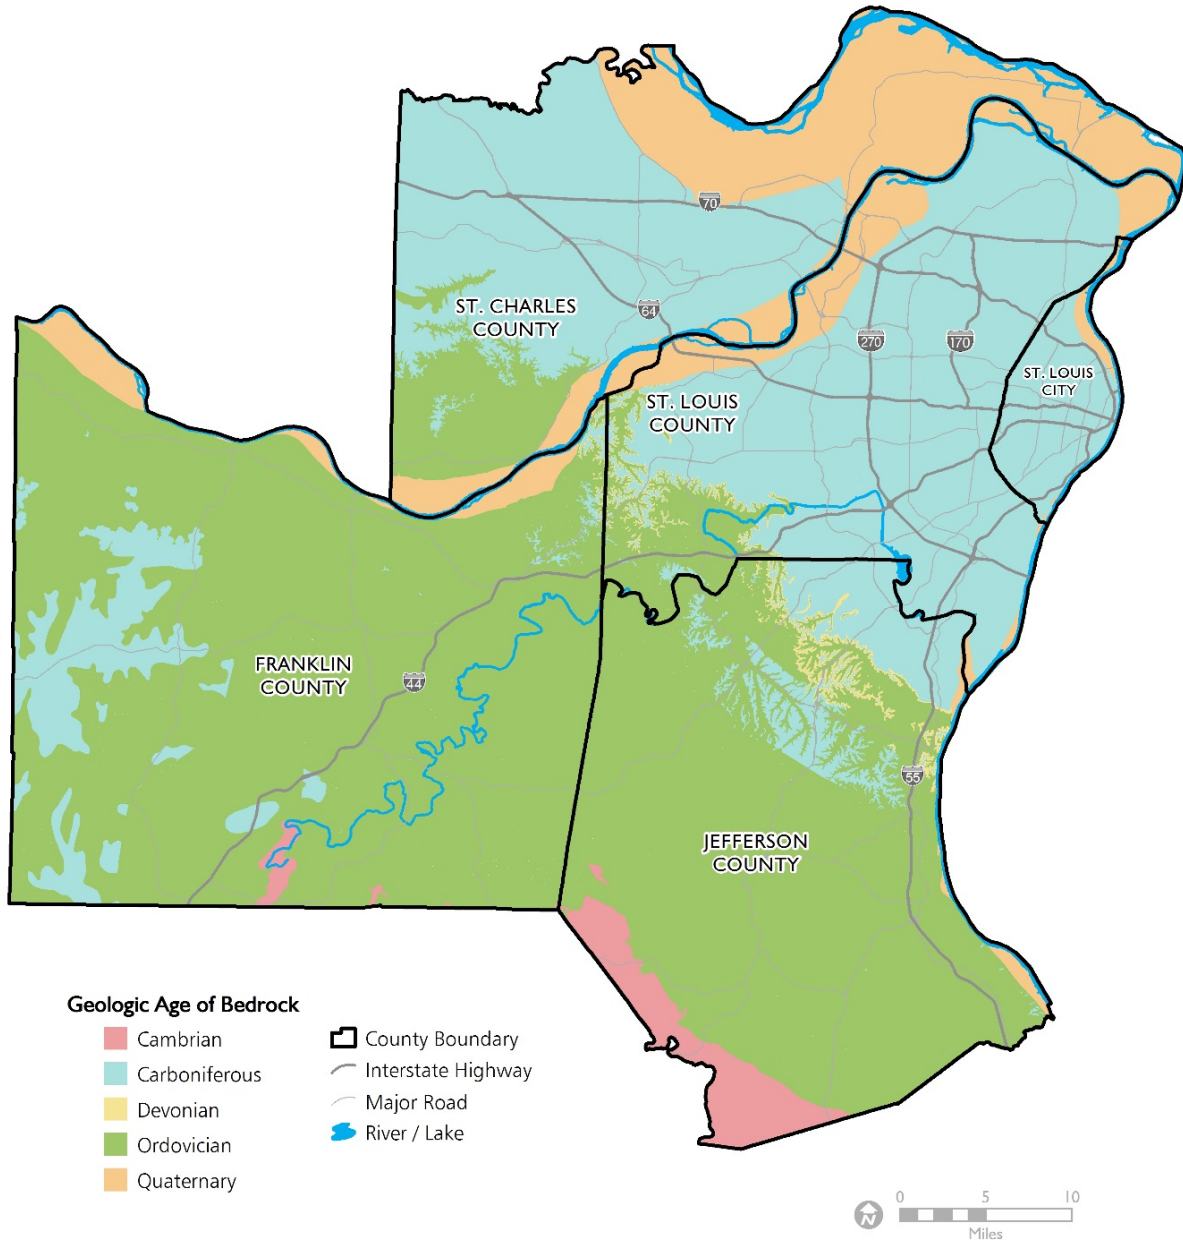 70
ST. CHARLES
COUNTY
64
270
170
ST. LOUIS
CITY
ST. LOUIS
COUNTY
FRANKLIN
COUNTY
44
55
JEFFERSON
COUNTY
Geologic Age of Bedrock
Cambrian
Carboniferous
Devonian
Ordovician
Quaternary
County Boundary
Interstate Highway
Major Road
River / Lake
N
0 5 10
Miles